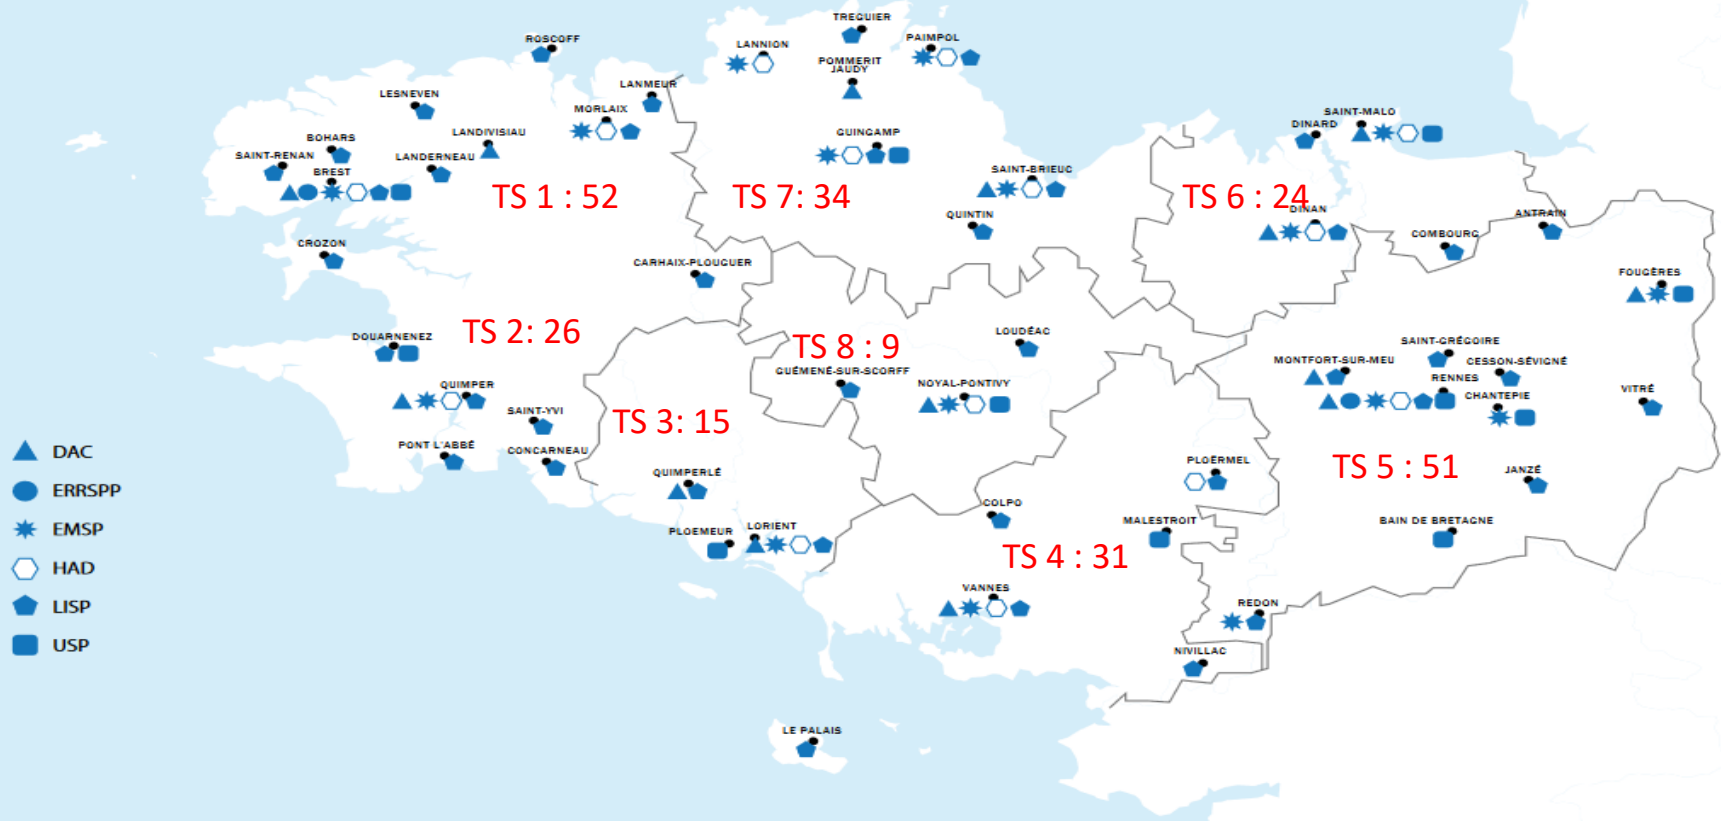 TREGUIER
ROSCOFF
PAIMPOL
LANNION
POMMERIT
JAUDY
LANMEUR
LESNEVEN
MORLAIX
SAINT-MALO
DINARD
LANDIVISIAU
GUINGAMP
BOHARS
SAINT-RENAN
LANDERNEAU
BREST
SAINT-BRIEUC
TS 1 : 52
TS 7: 34
TS 6 : 24
DINAN
QUINTIN
ANTRAIN
COMBOURG
CROZON
CARHAIX-PLOUGUER
FOUGÈRES
TS 2: 26
DOUARNENEZ
LOUDÉAC
TS 8 : 9
SAINT-GRÉGOIRE
MONTFORT-SUR-MEU
CESSON-SÉVIGNÉ
GUÉMENÉ-SUR-SCORFF
RENNES
QUIMPER
NOYAL-PONTIVY
VITRÉ
CHANTEPIE
SAINT-YVI
TS 3: 15
PONT L'ABBÉ
CONCARNEAU
DAC
PLOËRMEL
TS 5 : 51
QUIMPERLÉ
JANZÉ
ERRSPP
COLPO
MALESTROIT
BAIN DE BRETAGNE
LORIENT
PLOEMEUR
EMSP
TS 4 : 31
HAD
VANNES
REDON
LISP
USP
NIVILLAC
LE PALAIS